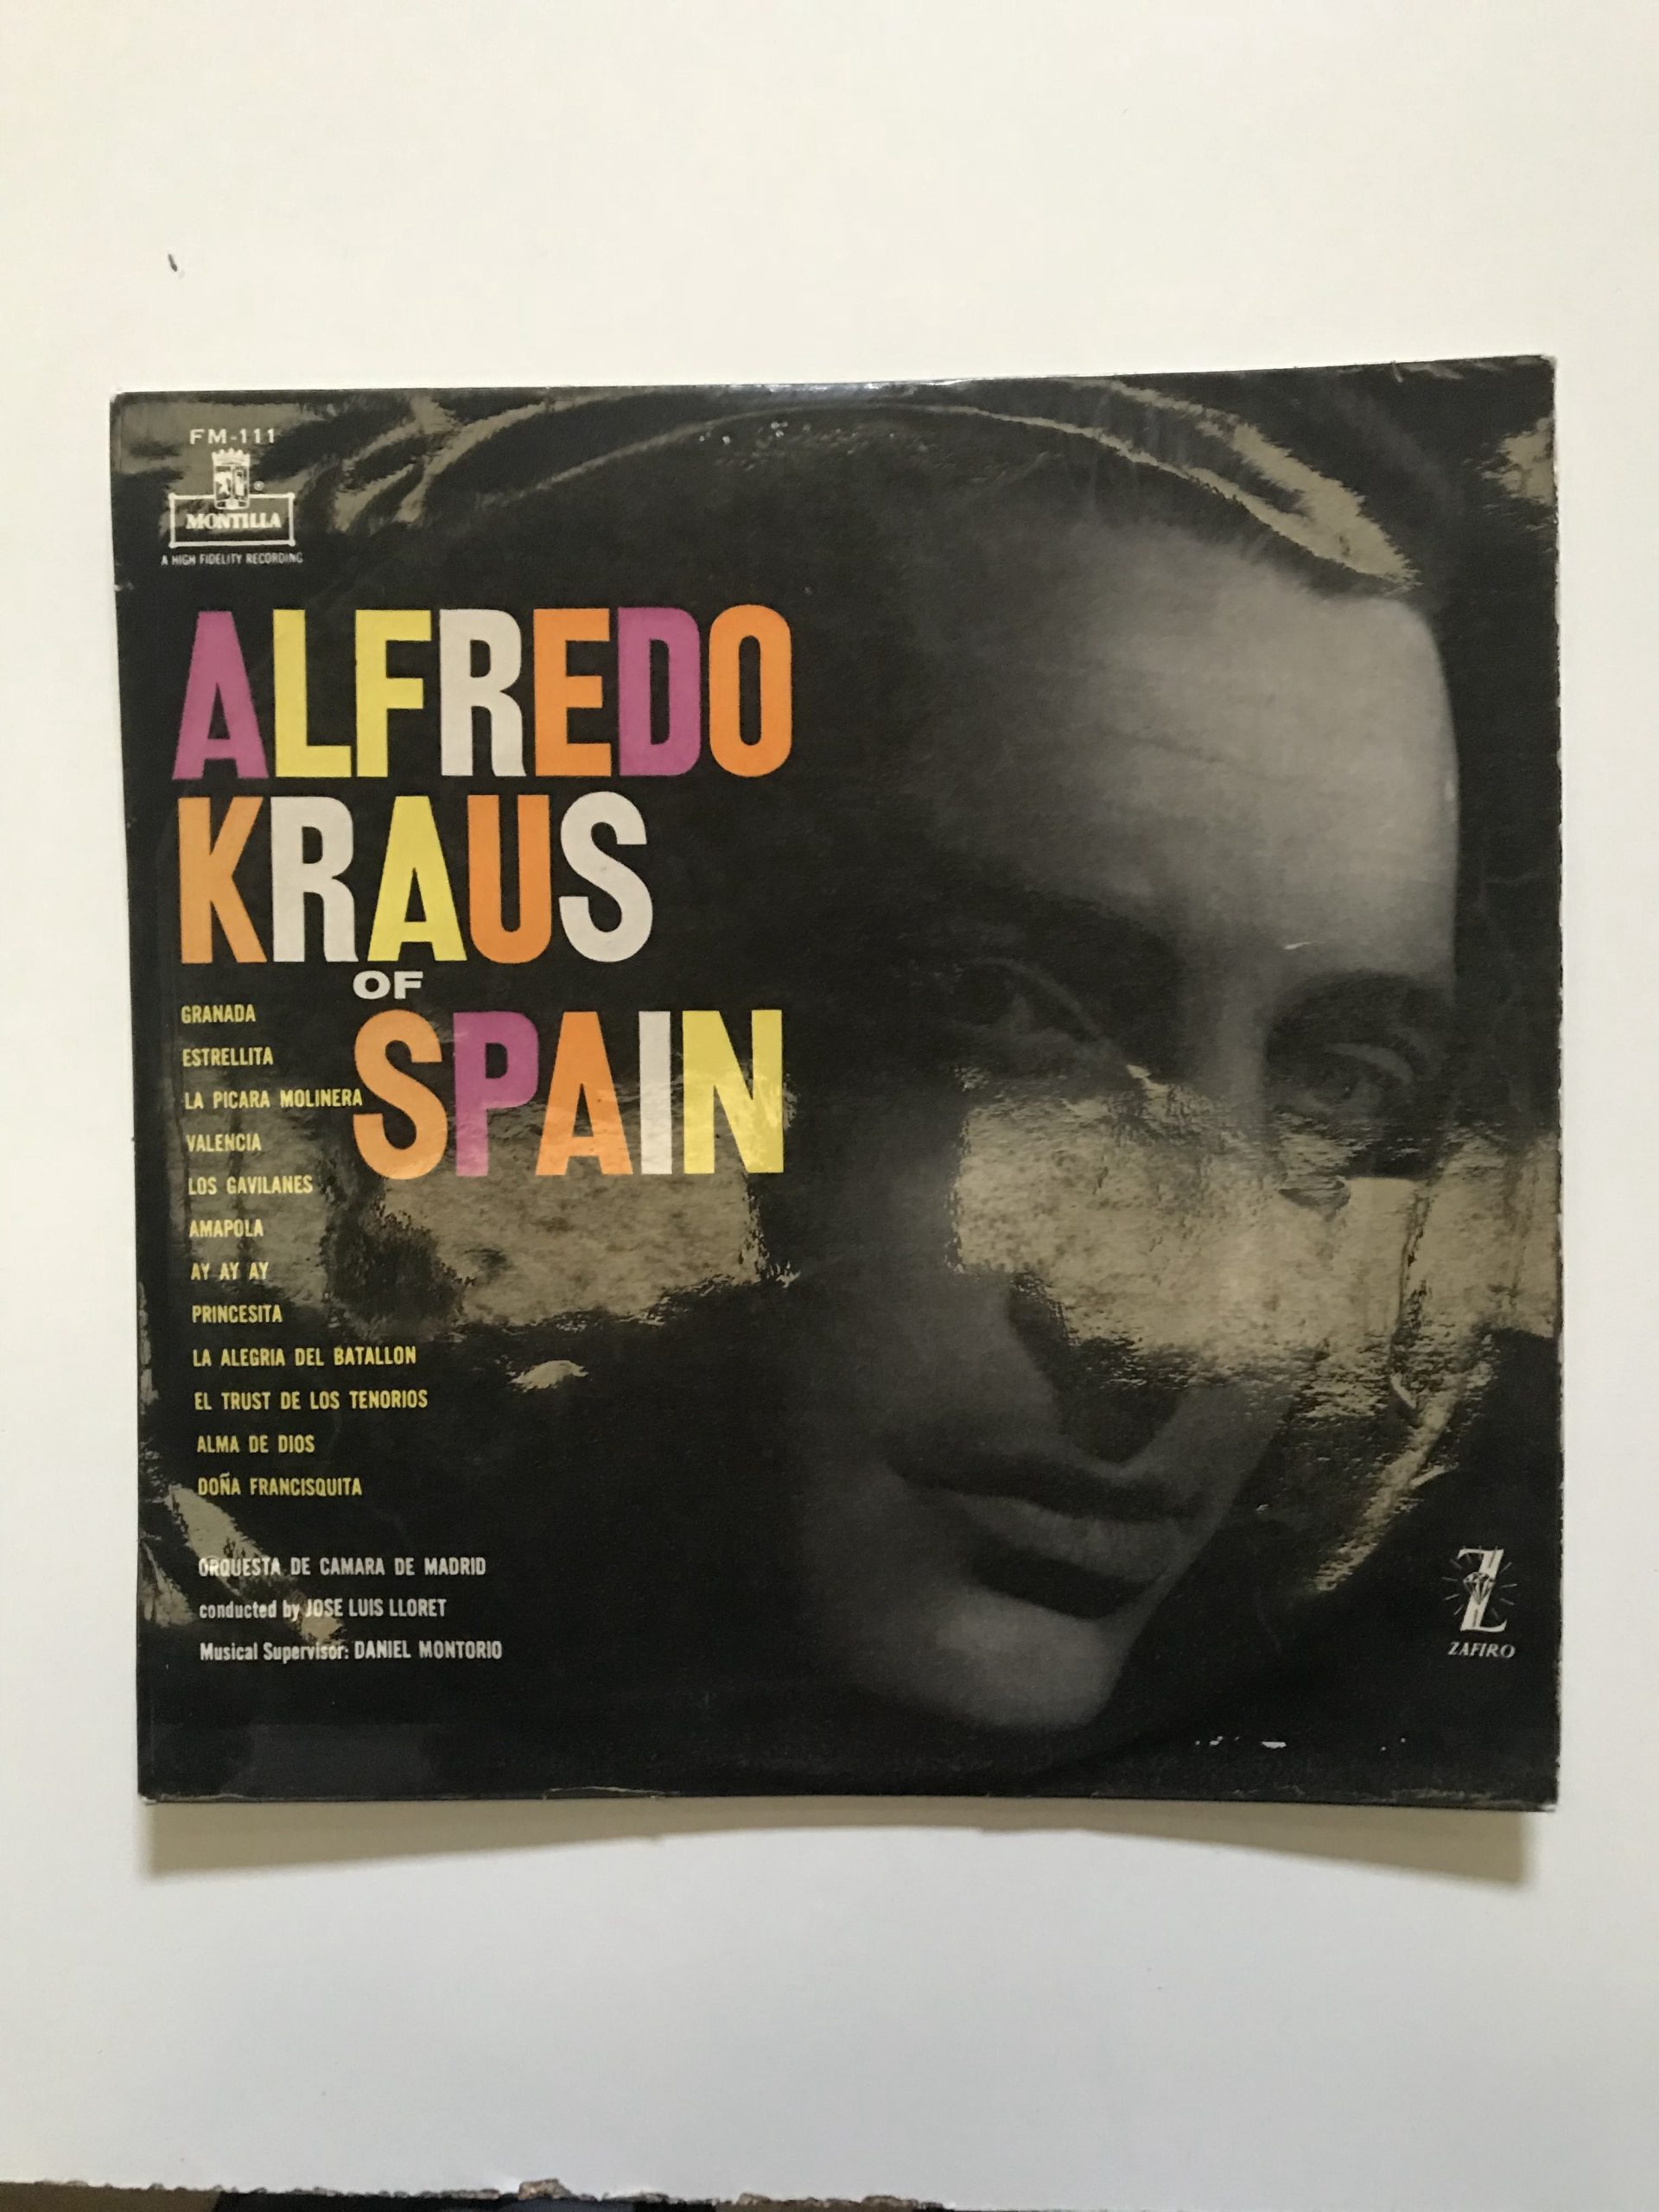 FM-111
®
MONTILLA
A HIGH FIDELITY RECORDING
ALFREDO
KRAUS
OF
SPAIN
GRANADA
ESTRELLITA
LA PICARA MOLINERA
VALENCIA
LOS GAVILANES
AMAPOLA
AY AY AY
PRINCESITA
LA ALEGRIA DEL BATALLON
EL TRUST DE LOS TENORIOS
ALMA DE DIOS
DOÑA FRANCISQUITA
ORQUESTA DE CAMARA DE MADRID
conducted by JOSE LUIS LLORET
Musical Supervisor: DANIEL MONTORIO
Z
ZAFIRO